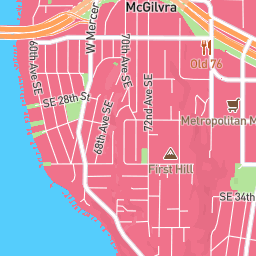 McGilvra
W Mercer
60th Ave SE
70th Ave SE
Old 76
72nd Ave SE
SE 28th St
68th Ave SE
Metropolitan M
First Hill
SE 34th